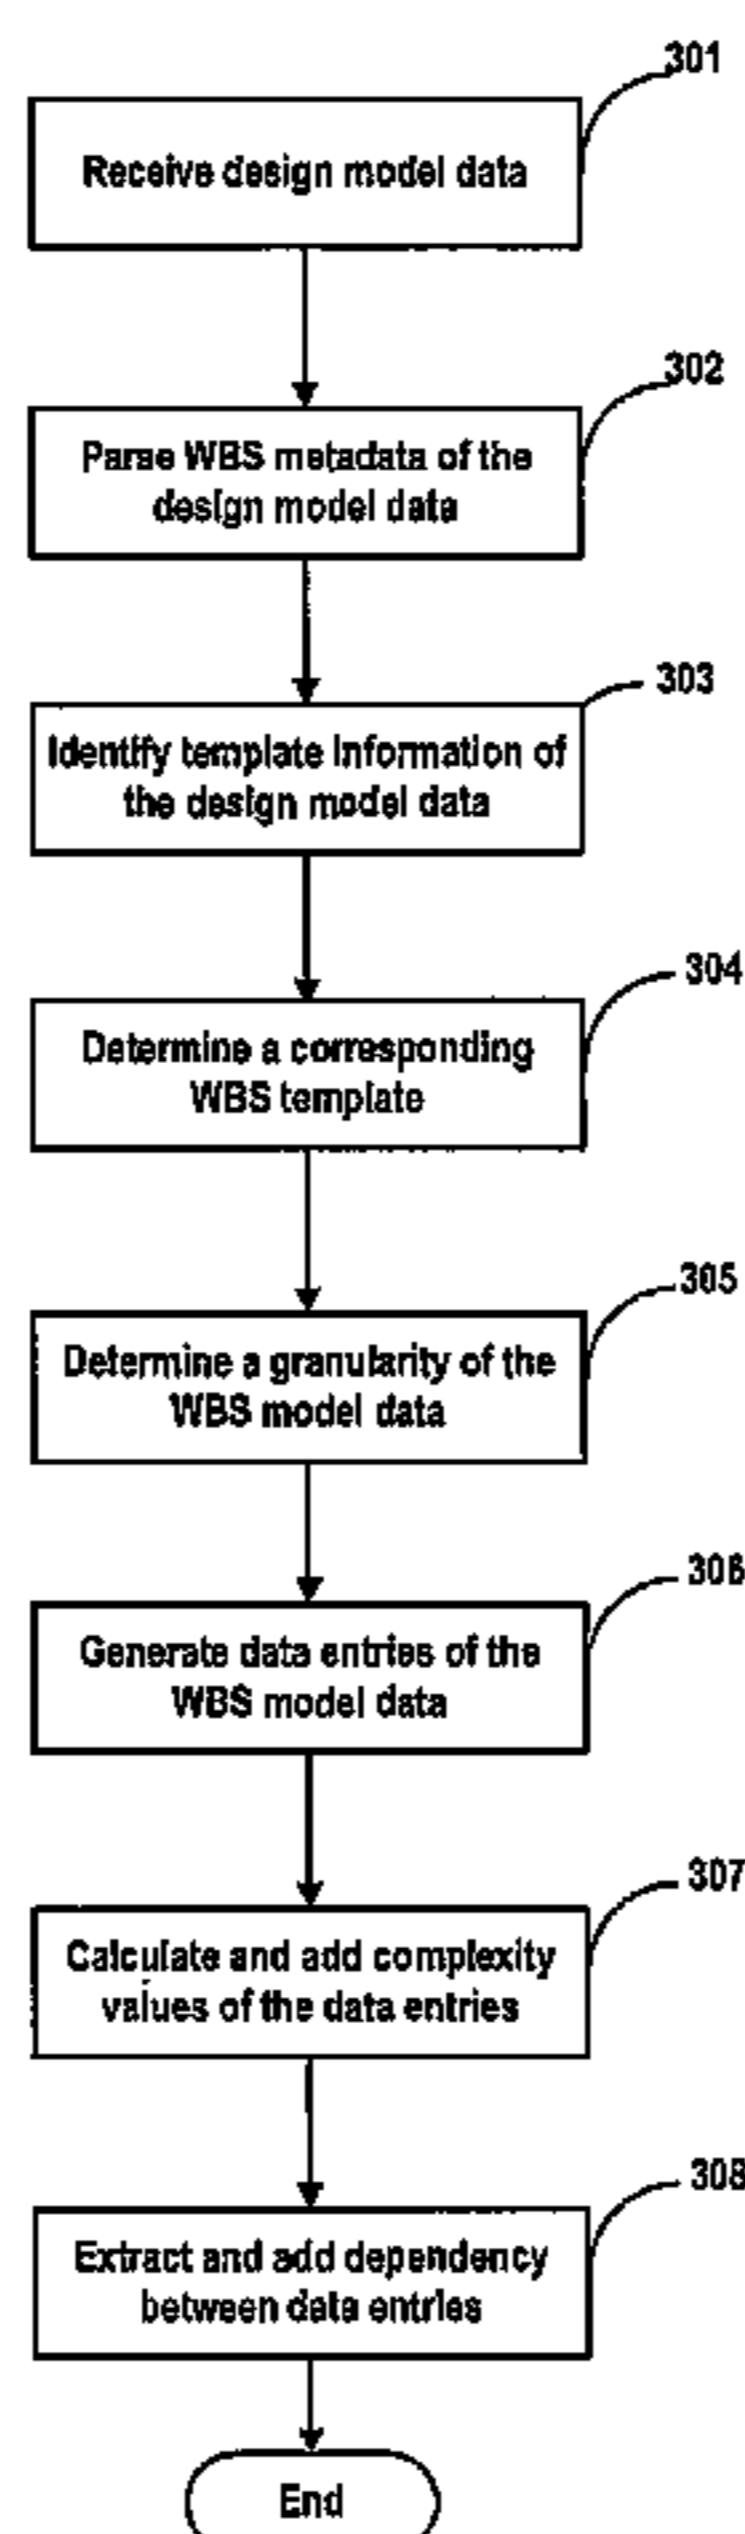 301
Receive design model data
302
Parse WBS metadata of the
design model data
303
Identify template information of
the design model data
304
Determine a corresponding
WBS template
305
Determine a granularity of the
WBS model data
306
Generate data entries of the
WBS model data
307
Calculate and add complexity
values of the data entries
308
Extract and add dependency
between data entries
End